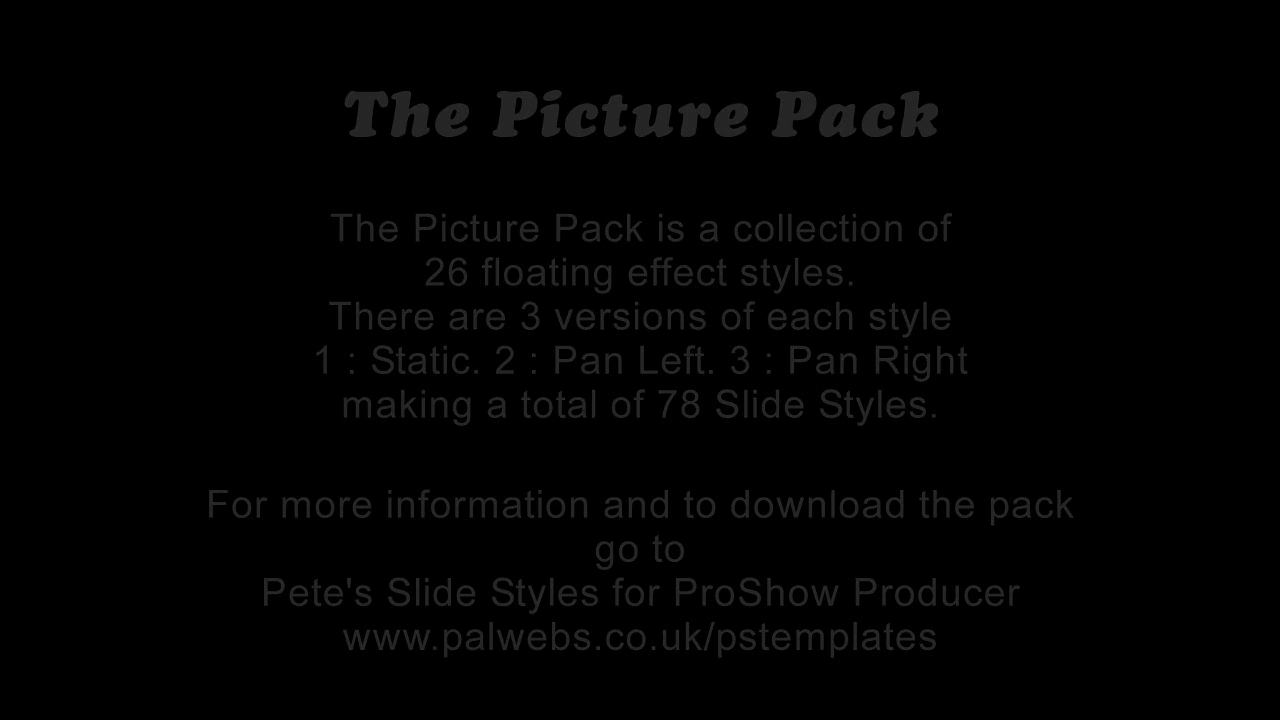 The Picture Pack
The Picture Pack is a collection of
26 floating effect styles.
There are 3 versions of each style
1 : Static. 2 : Pan Left. 3 : Pan Right
making a total of 78 Slide Styles.
For more information and to download the pack
go to
Pete's Slide Styles for ProShow Producer
www.palwebs.co.uk/pstemplates